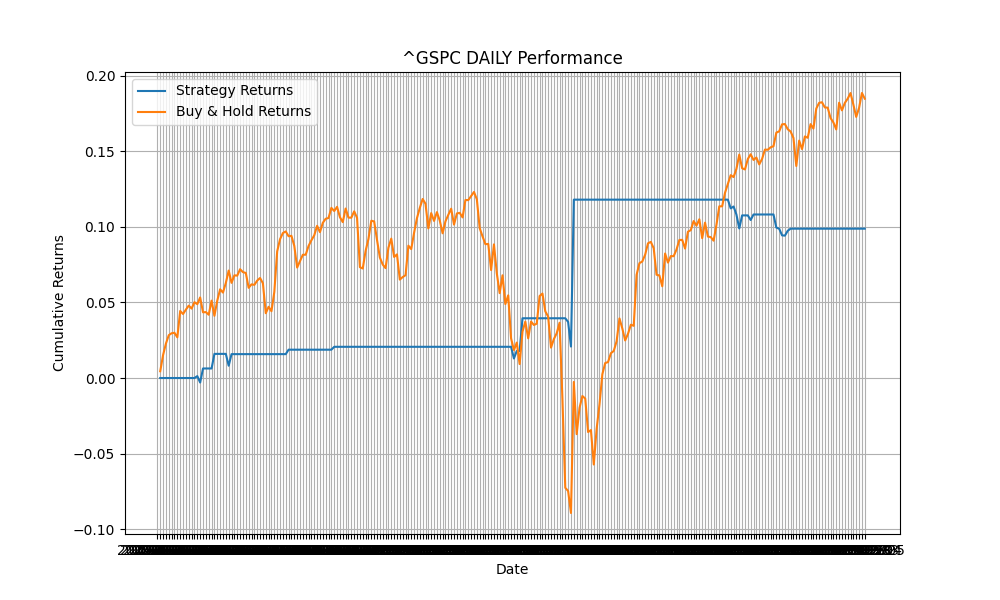 ^GSPC DAILY Performance
Strategy Returns
Buy & Hold Returns
Cumulative Returns
0.20
0.15
0.10
0.05
0.00
−0.05
−0.10
Date